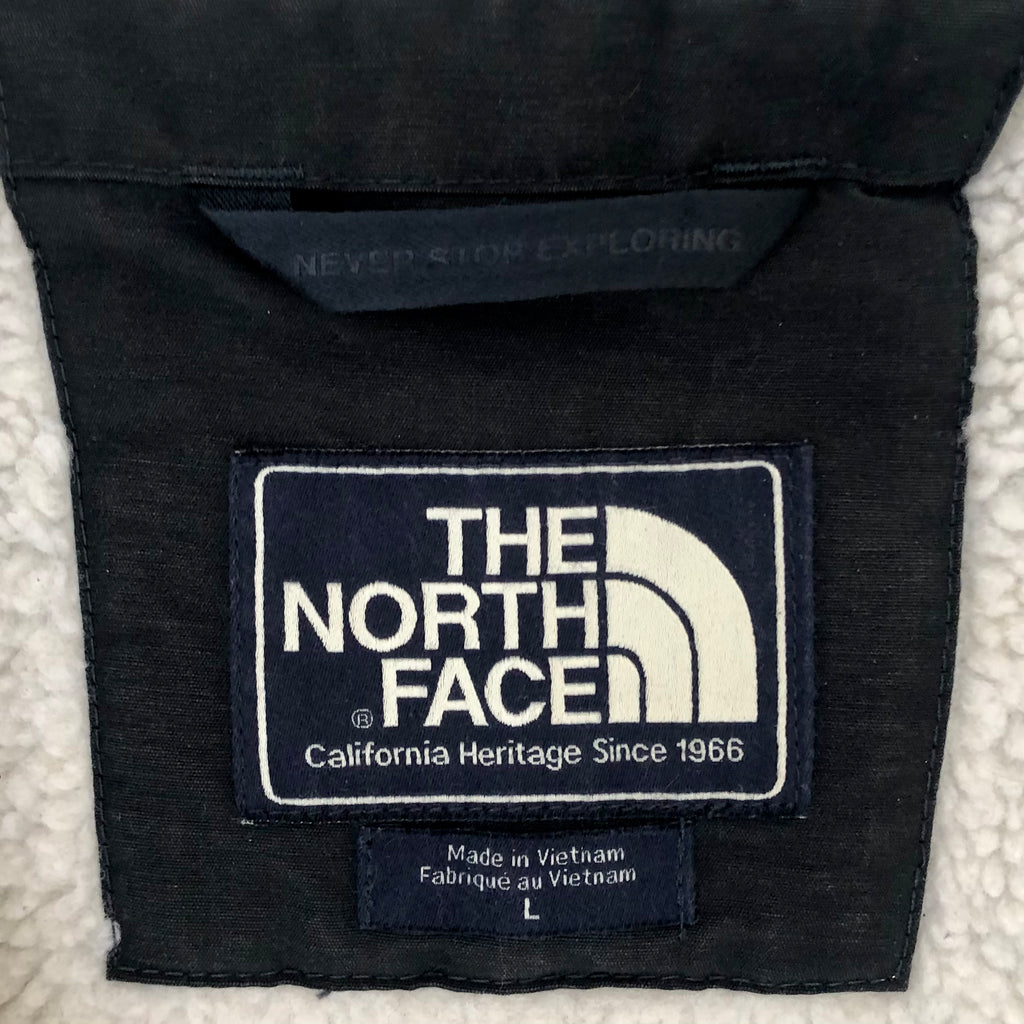 NEVER STOP EXPLORING
THE
NORTH
FACE
®
California Heritage Since 1966
Made in Vietnam
Fabriqué au Vietnam
L